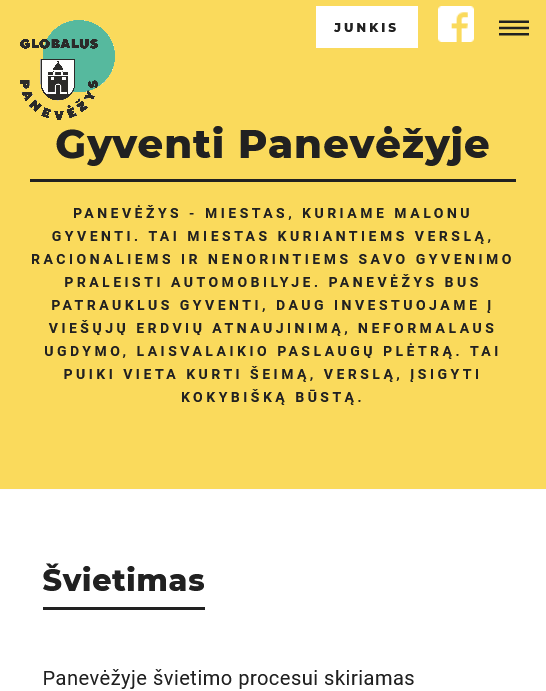 GLOBALUS
PANEVĖŽYS
JUNKIS
Gyventi Panevėžyje
PANEVĖŽYS - MIESTAS, KURIAME MALONU
GYVENTI. TAI MIESTAS KURIANTIEMS VERSLĄ,
RACIONALIEMS IR NENORINTIEMS SAVO GYVENIMO
PRALEISTI AUTOMOBILYJE. PANEVĖŽYS BUS
PATRAUKLUS GYVENTI, DAUG INVESTUOJAME Į
VIEŠŲJŲ ERDVIŲ ATNAUJINIMĄ, NEFORMALAUS
UGDYMO, LAISVALAIKIO PASLAUGŲ PLĖTRĄ. TAI
PUIKI VIETA KURTI ŠEIMĄ, VERSLĄ, ĮSIGYTI
KOKYBIŠKĄ BŪSTĄ.
Švietimas
Panevėžyje švietimo procesui skiriamas